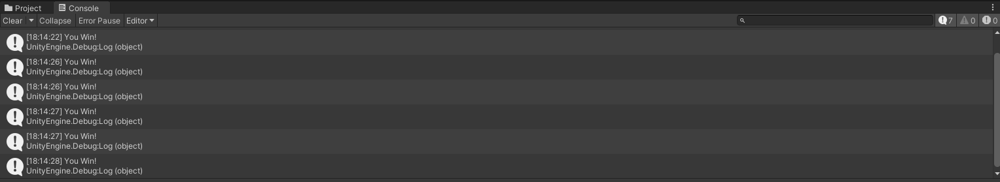 Project Console
Clear Collapse Error Pause Editor 7 0 0
[18:14:22] You Win!
UnityEngine.Debug:Log (object)
[18:14:26] You Win!
UnityEngine.Debug:Log (object)
[18:14:26] You Win!
UnityEngine.Debug:Log (object)
[18:14:27] You Win!
UnityEngine.Debug:Log (object)
[18:14:27] You Win!
UnityEngine.Debug:Log (object)
[18:14:28] You Win!
UnityEngine.Debug:Log (object)